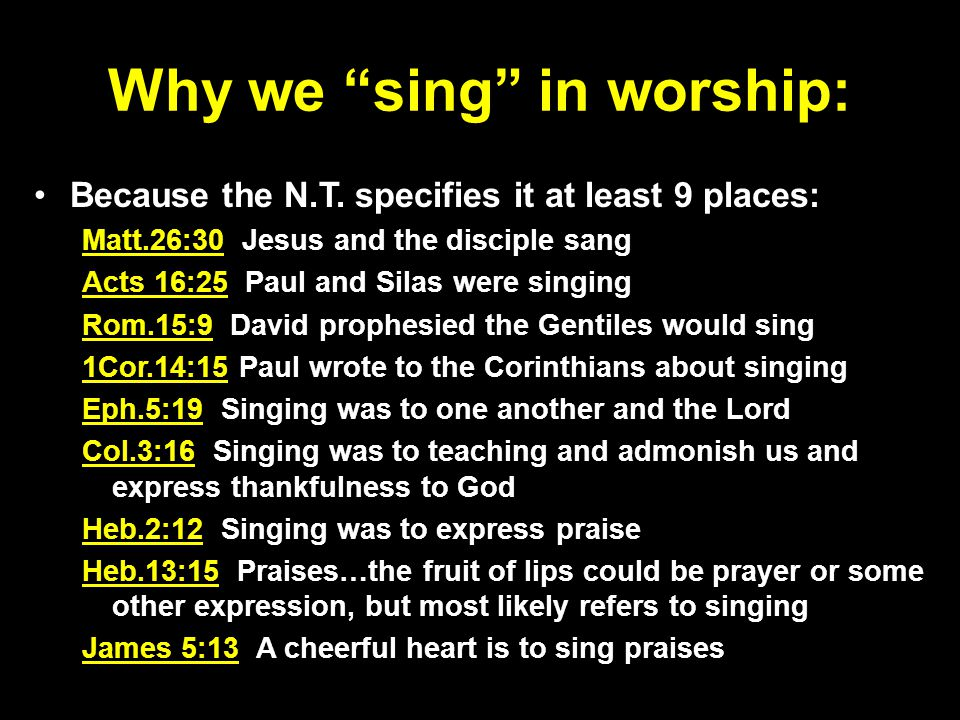 Why we “sing” in worship:
• Because the N.T. specifies it at least 9 places:
Matt.26:30 Jesus and the disciple sang
Acts 16:25 Paul and Silas were singing
Rom.15:9 David prophesied the Gentiles would sing
1Cor.14:15 Paul wrote to the Corinthians about singing
Eph.5:19 Singing was to one another and the Lord
Col.3:16 Singing was to teaching and admonish us and
express thankfulness to God
Heb.2:12 Singing was to express praise
Heb.13:15 Praises…the fruit of lips could be prayer or some
other expression, but most likely refers to singing
James 5:13 A cheerful heart is to sing praises